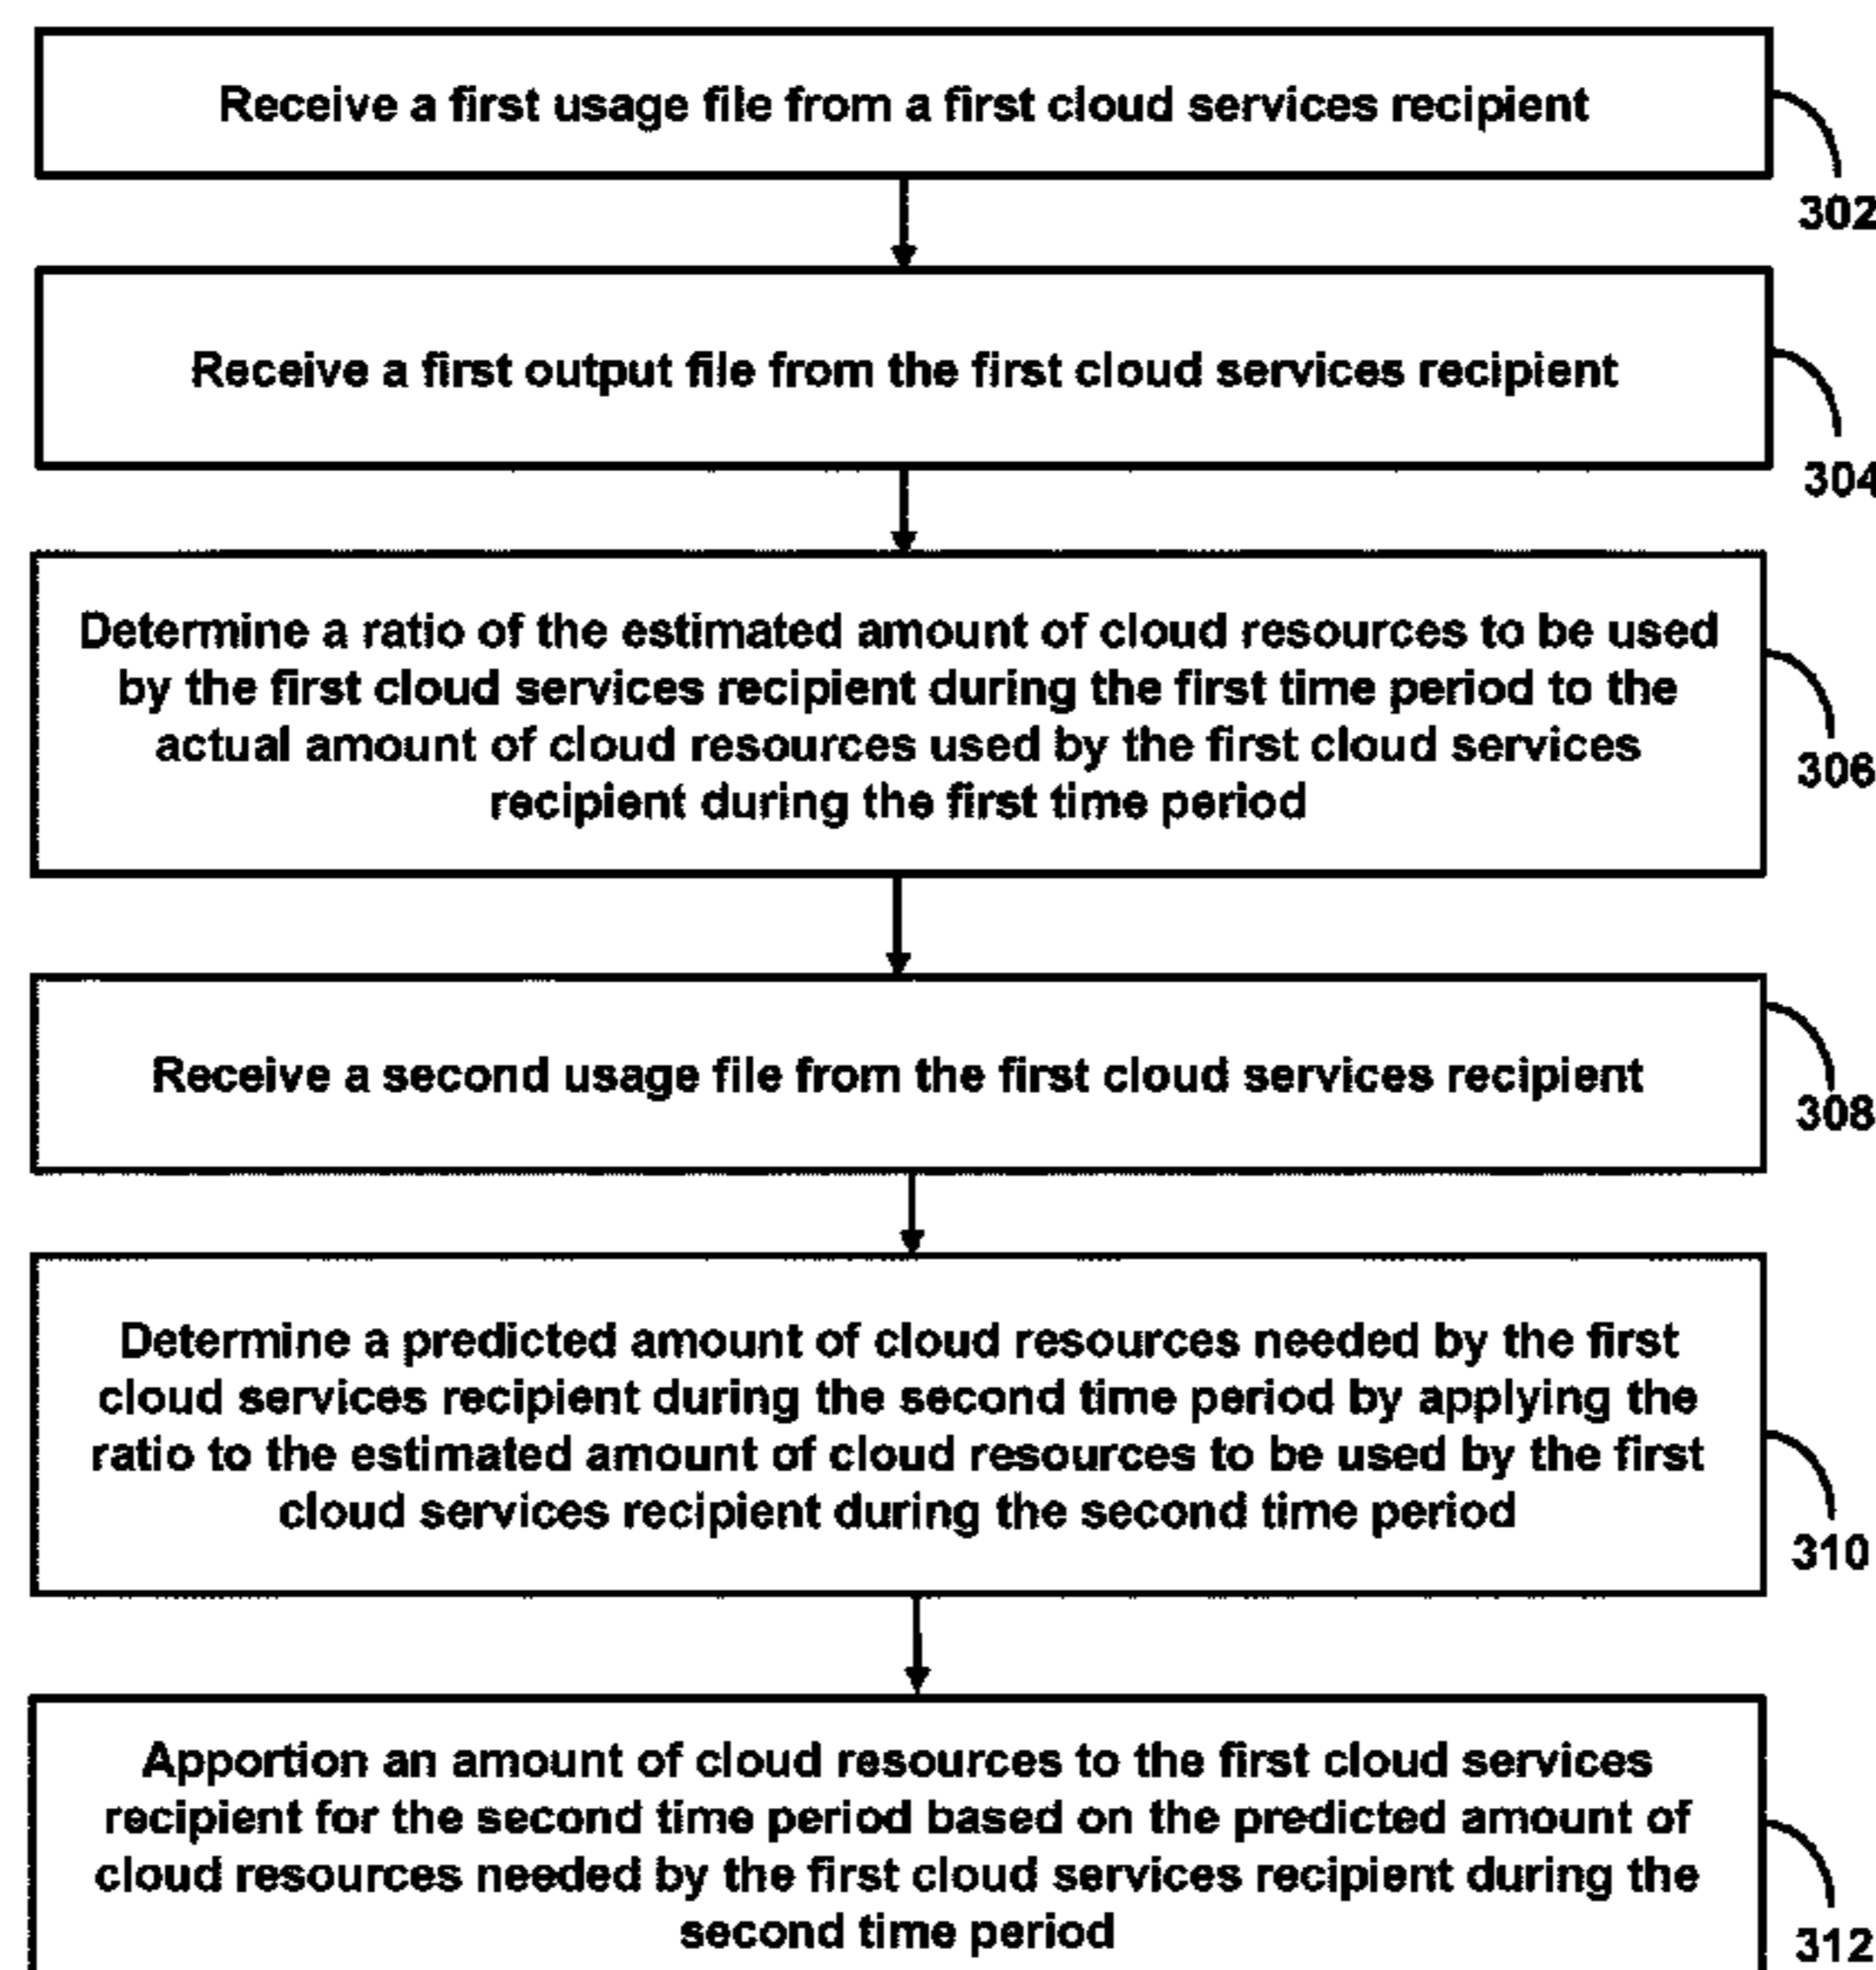 Receive a first usage file from a first cloud services recipient
302
Receive a first output file from the first cloud services recipient
304
Determine a ratio of the estimated amount of cloud resources to be used
by the first cloud services recipient during the first time period to the
actual amount of cloud resources used by the first cloud services
recipient during the first time period
306
Receive a second usage file from the first cloud services recipient
308
Determine a predicted amount of cloud resources needed by the first
cloud services recipient during the second time period by applying the
ratio to the estimated amount of cloud resources to be used by the first
cloud services recipient during the second time period
310
Apportion an amount of cloud resources to the first cloud services
recipient for the second time period based on the predicted amount of
cloud resources needed by the first cloud services recipient during the
second time period
312